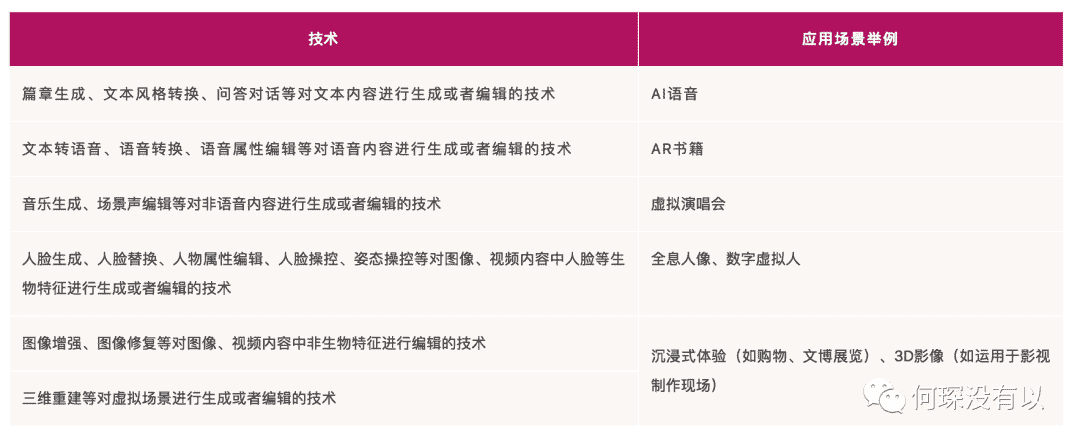 技术
应用场景举例
篇章生成、文本风格转换、问答对话等对文本内容进行生成或者编辑的技术
AI语音
文本转语音、语音转换、语音属性编辑等对语音内容进行生成或者编辑的技术
AR书籍
音乐生成、场景声编辑等对非语音内容进行生成或者编辑的技术
虚拟演唱会
人脸生成、人脸替换、人物属性编辑、人脸操控、姿态操控等对图像、视频内容中人脸等生
物特征进行生成或者编辑的技术
全息人像、数字虚拟人
图像增强、图像修复等对图像、视频内容中非生物特征进行编辑的技术
三维重建等对虚拟场景进行生成或者编辑的技术
沉浸式体验（如购物、文博展览）、3D影像（如运用于影视
制作现场）
何琛没有以